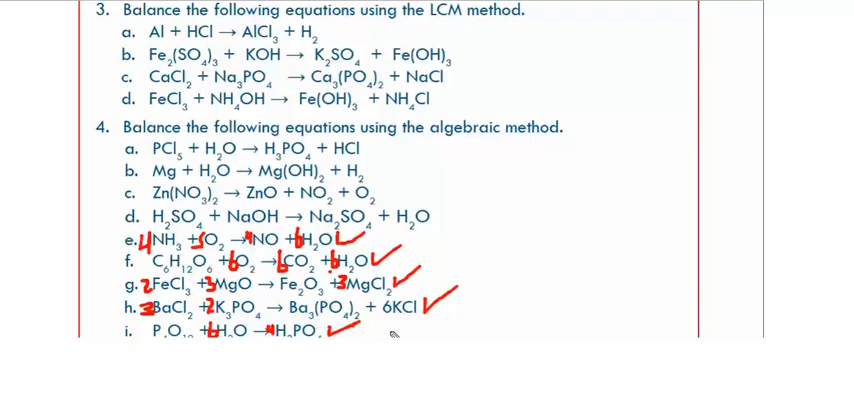 3. Balance the following equations using the LCM method.
a. Al + HCl → AlCl₃ + H₂
b. Fe₂(SO₄)₃ + KOH → K₂SO₄ + Fe(OH)₃
c. CaCl₂ + Na₃PO₄ → Ca₃(PO₄)₂ + NaCl
d. FeCl₃ + NH₄OH → Fe(OH)₃ + NH₄Cl
4. Balance the following equations using the algebraic method.
a. PCl₅ + H₂O → H₃PO₄ + HCl
b. Mg + H₂O → Mg(OH)₂ + H₂
c. Zn(NO₃)₂ → ZnO + NO₂ + O₂
d. H₂SO₄ + NaOH → Na₂SO₄ + H₂O
e. 4NH₃ + 5O₂ → 4NO + 6H₂O
f. C₆H₁₂O₆ + 6O₂ → 6CO₂ + 6H₂O
g. 2FeCl₃ + 3MgO → Fe₂O₃ + 3MgCl₂
h. 3BaCl₂ + 2K₃PO₄ → Ba₃(PO₄)₂ + 6KCl
i. P₄O₁₀ + 6H₂O → 4H₃PO₄